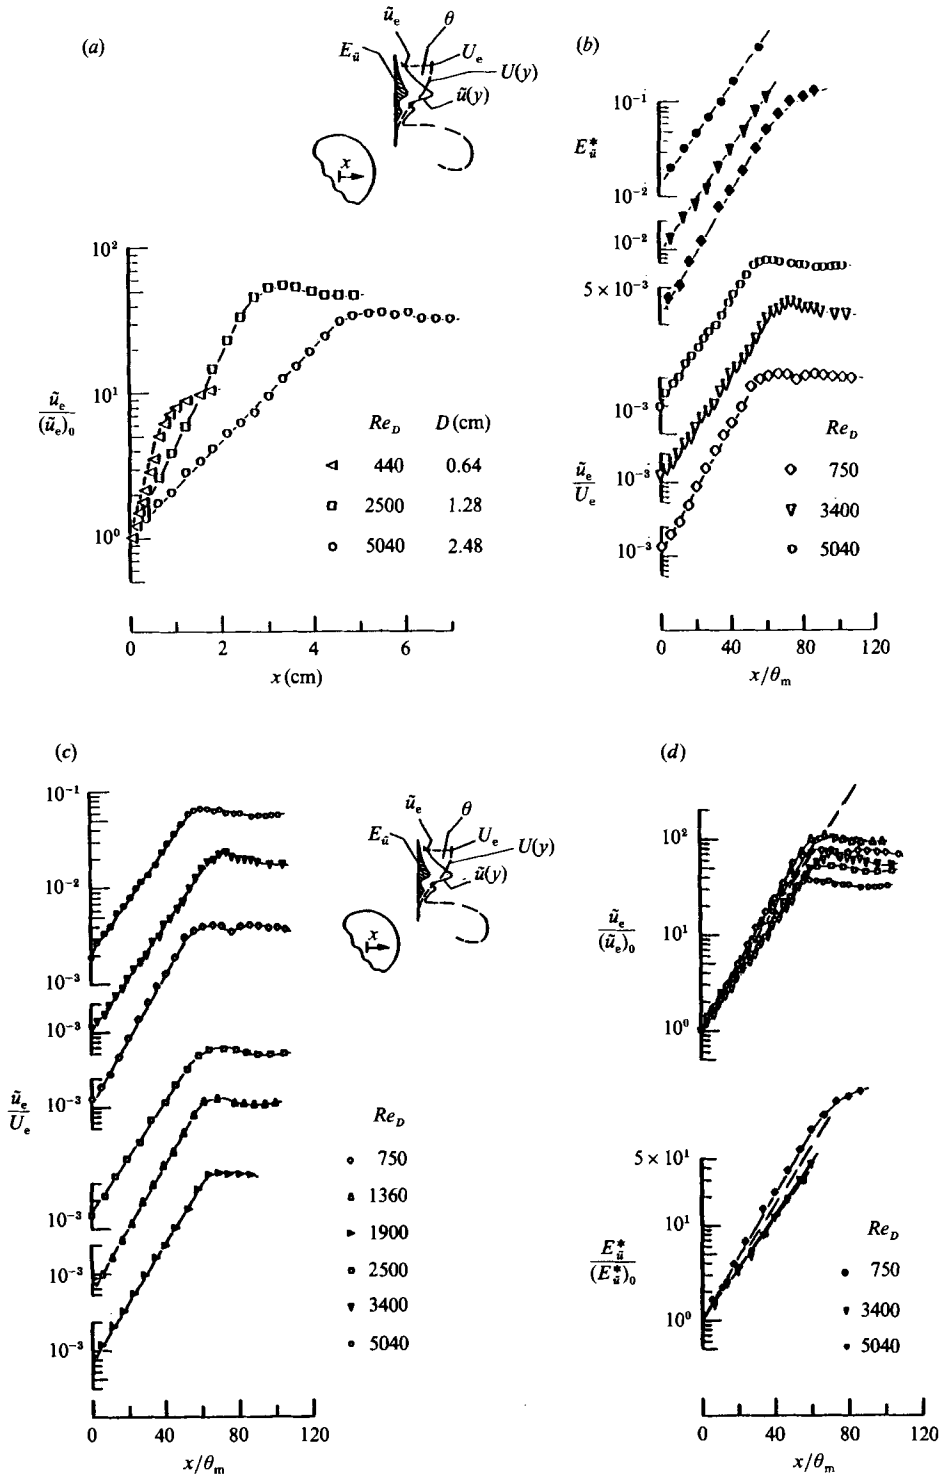 (a)
ũe
θ
Eũ
Ue
U(y)
ũ(y)
x
10²
10¹
10⁰
ũe
(ũe)0
ReD D (cm)
440 0.64
2500 1.28
5040 2.48
0 2 4 6
x (cm)
(b)
10⁻¹
E*ũ
10⁻²
10⁻²
5 × 10⁻³
10⁻³
10⁻³
10⁻³
ũe
Ue
ReD
750
3400
5040
0 40 80 120
x/θm
(c)
10⁻¹
10⁻²
10⁻³
10⁻³
10⁻³
10⁻³
10⁻³
10⁻³
ũe
Ue
ũe
θ
Eũ
Ue
U(y)
ũ(y)
x
ReD
750
1360
1900
2500
3400
5040
0 40 80 120
x/θm
(d)
10²
10¹
10⁰
ũe
(ũe)0
5 × 10¹
10¹
10⁰
E*ũ
(E*ũ)0
ReD
750
3400
5040
0 40 80 120
x/θm